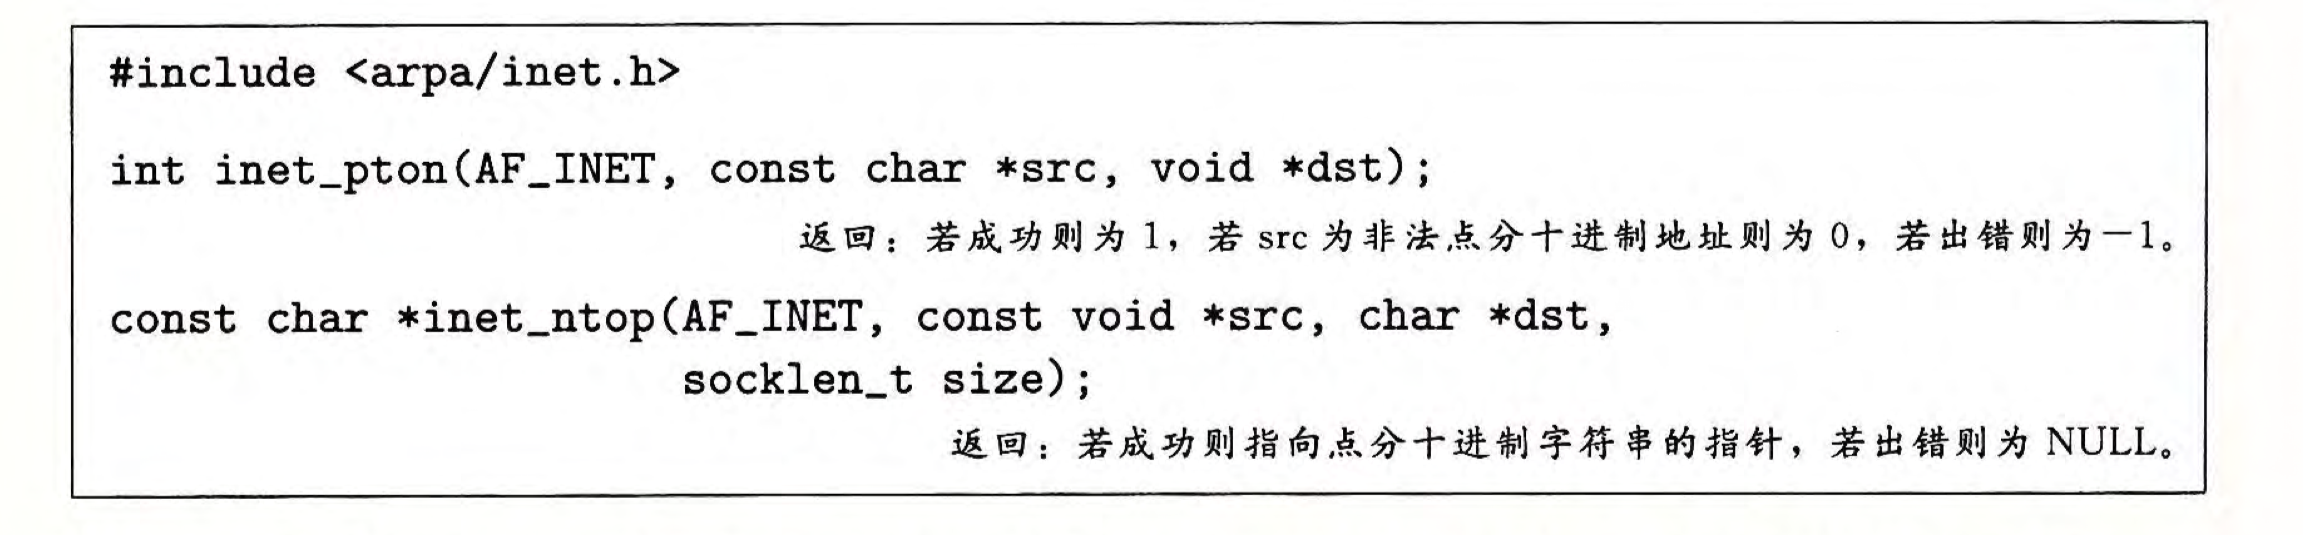 #include <arpa/inet.h>
int inet_pton(AF_INET, const char *src, void *dst);
返回：若成功则为 1，若 src 为非法点分十进制地址则为 0，若出错则为－1。
const char *inet_ntop(AF_INET, const void *src, char *dst,
socklen_t size);
返回：若成功则指向点分十进制字符串的指针，若出错则为 NULL。